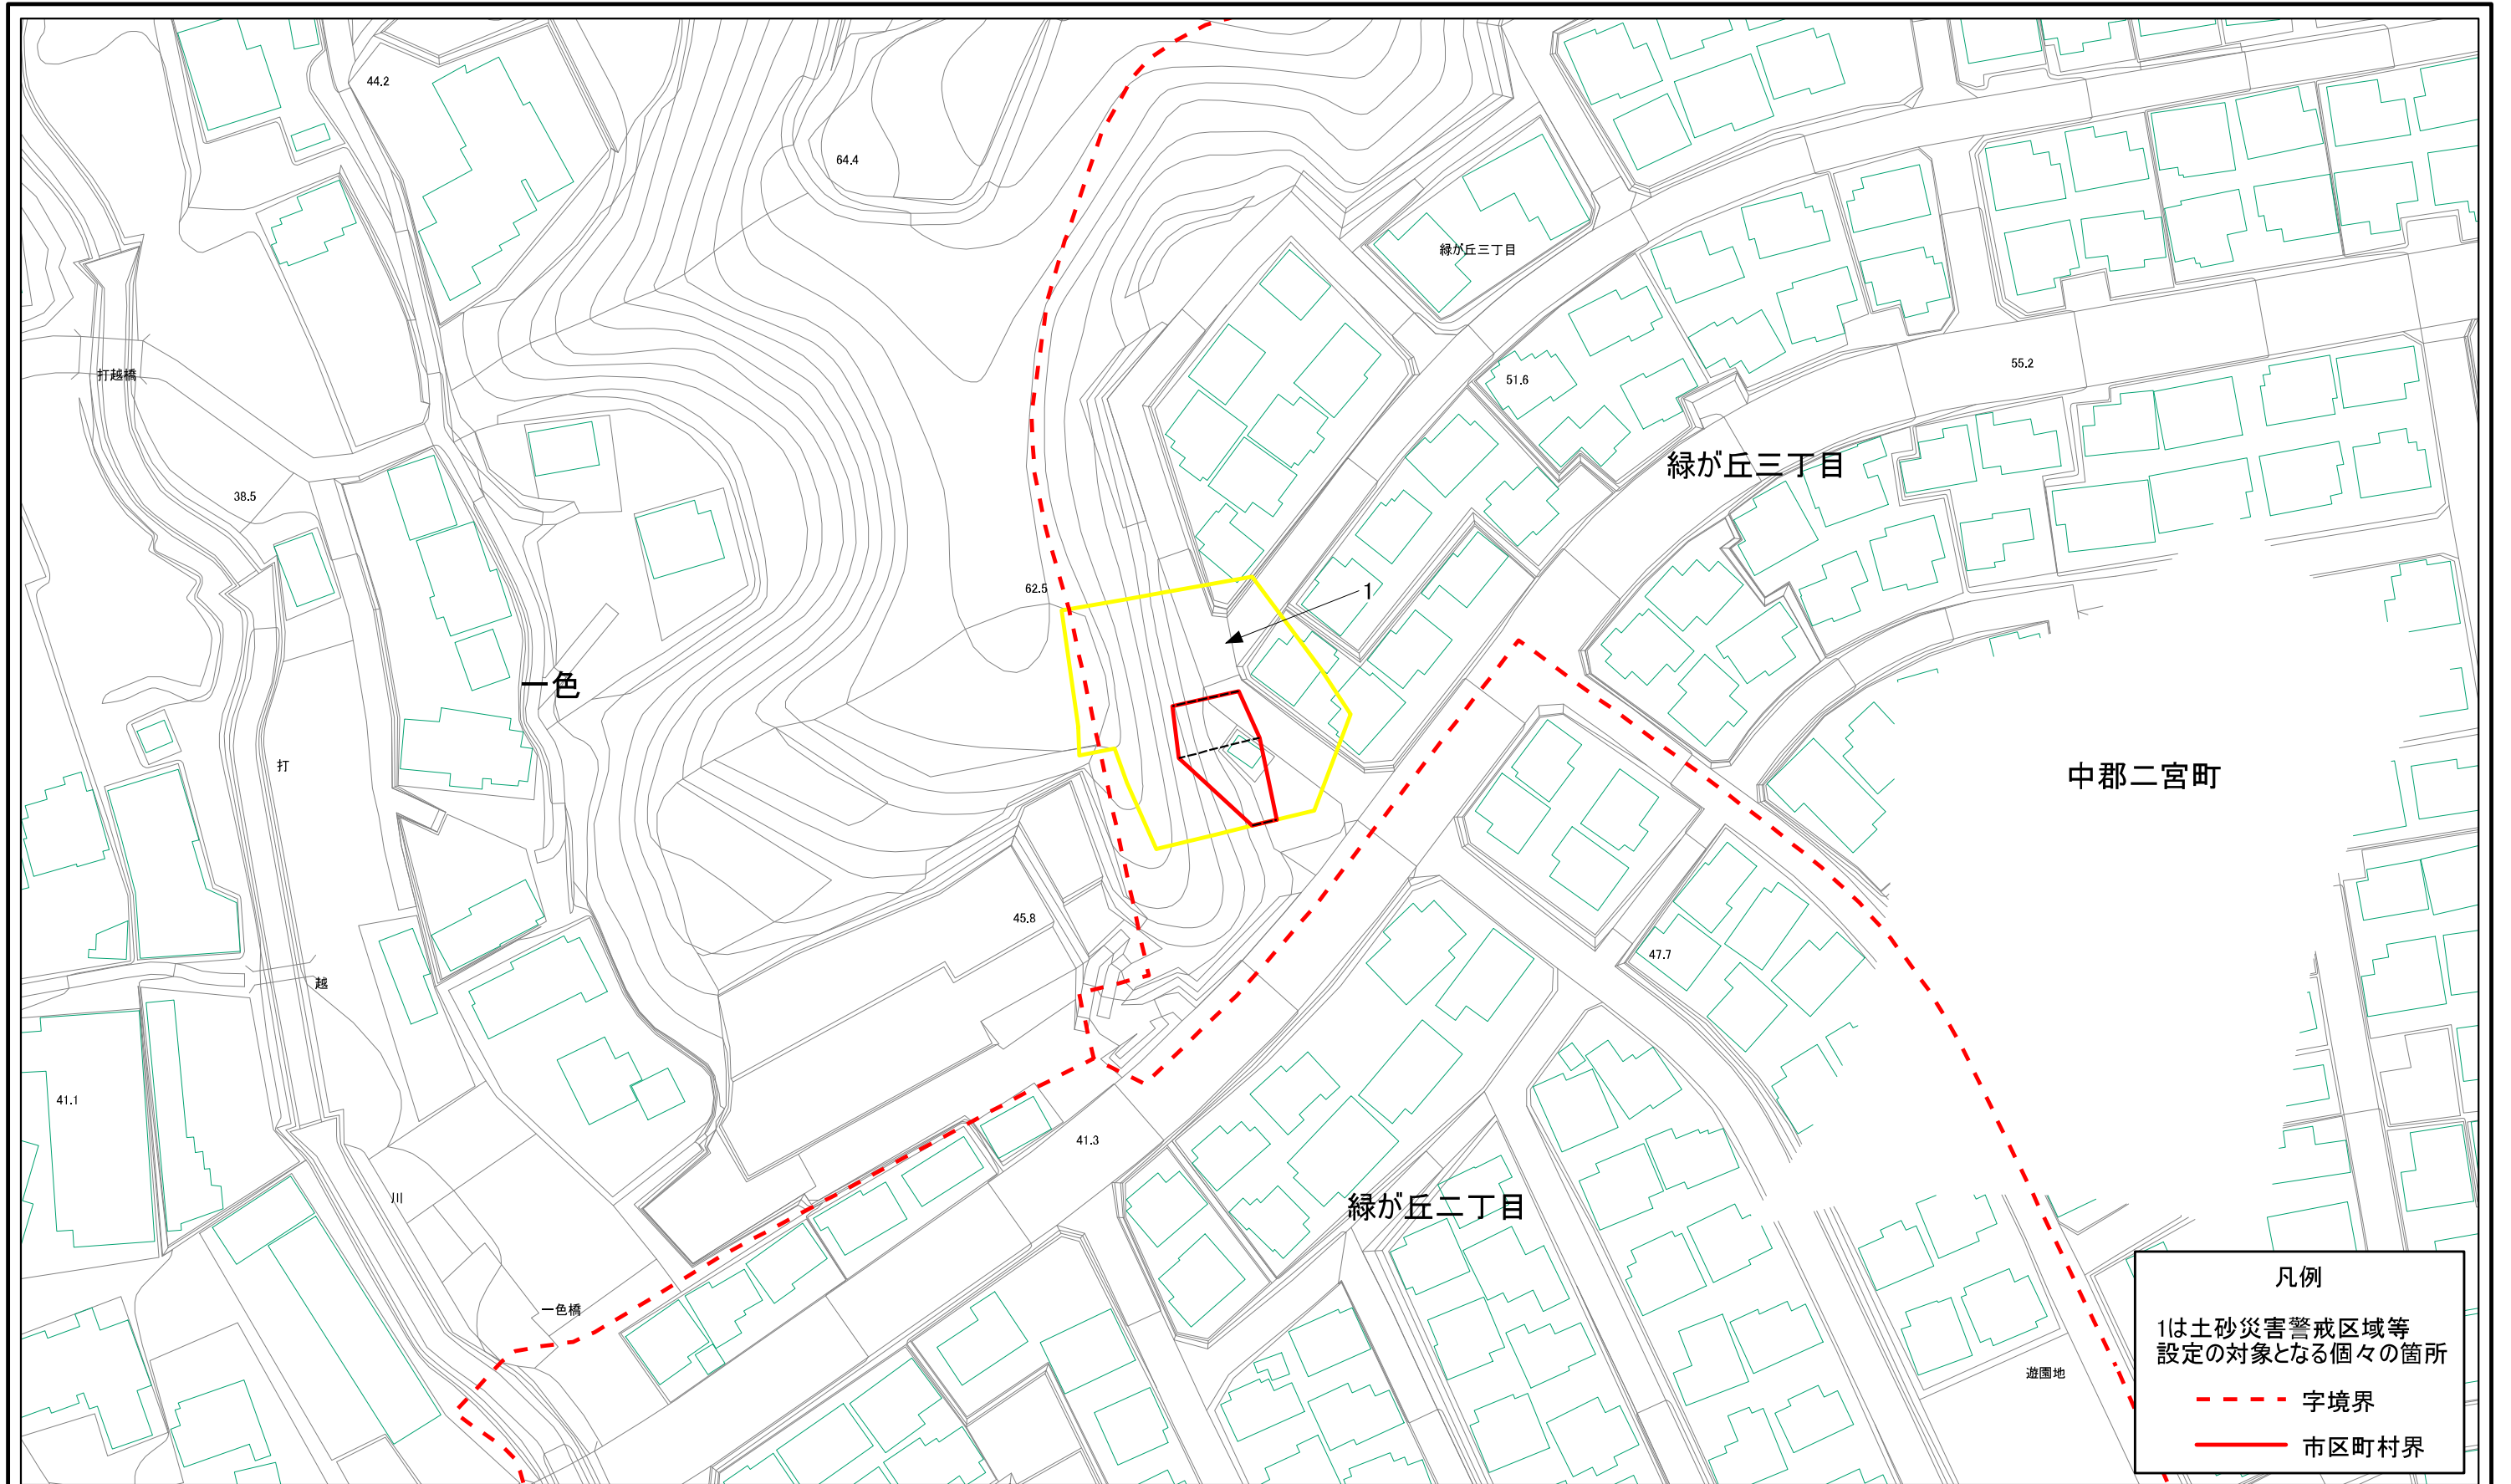 44.2
64.4
緑が丘三丁目
打越橋
51.6
55.2
緑が丘三丁目
38.5
62.5
1
一色
打
中郡二宮町
45.8
47.7
越
41.1
41.3
川
緑が丘二丁目
一色橋
遊園地
凡例
1は土砂災害警戒区域等
設定の対象となる個々の箇所
字境界
市区町村界